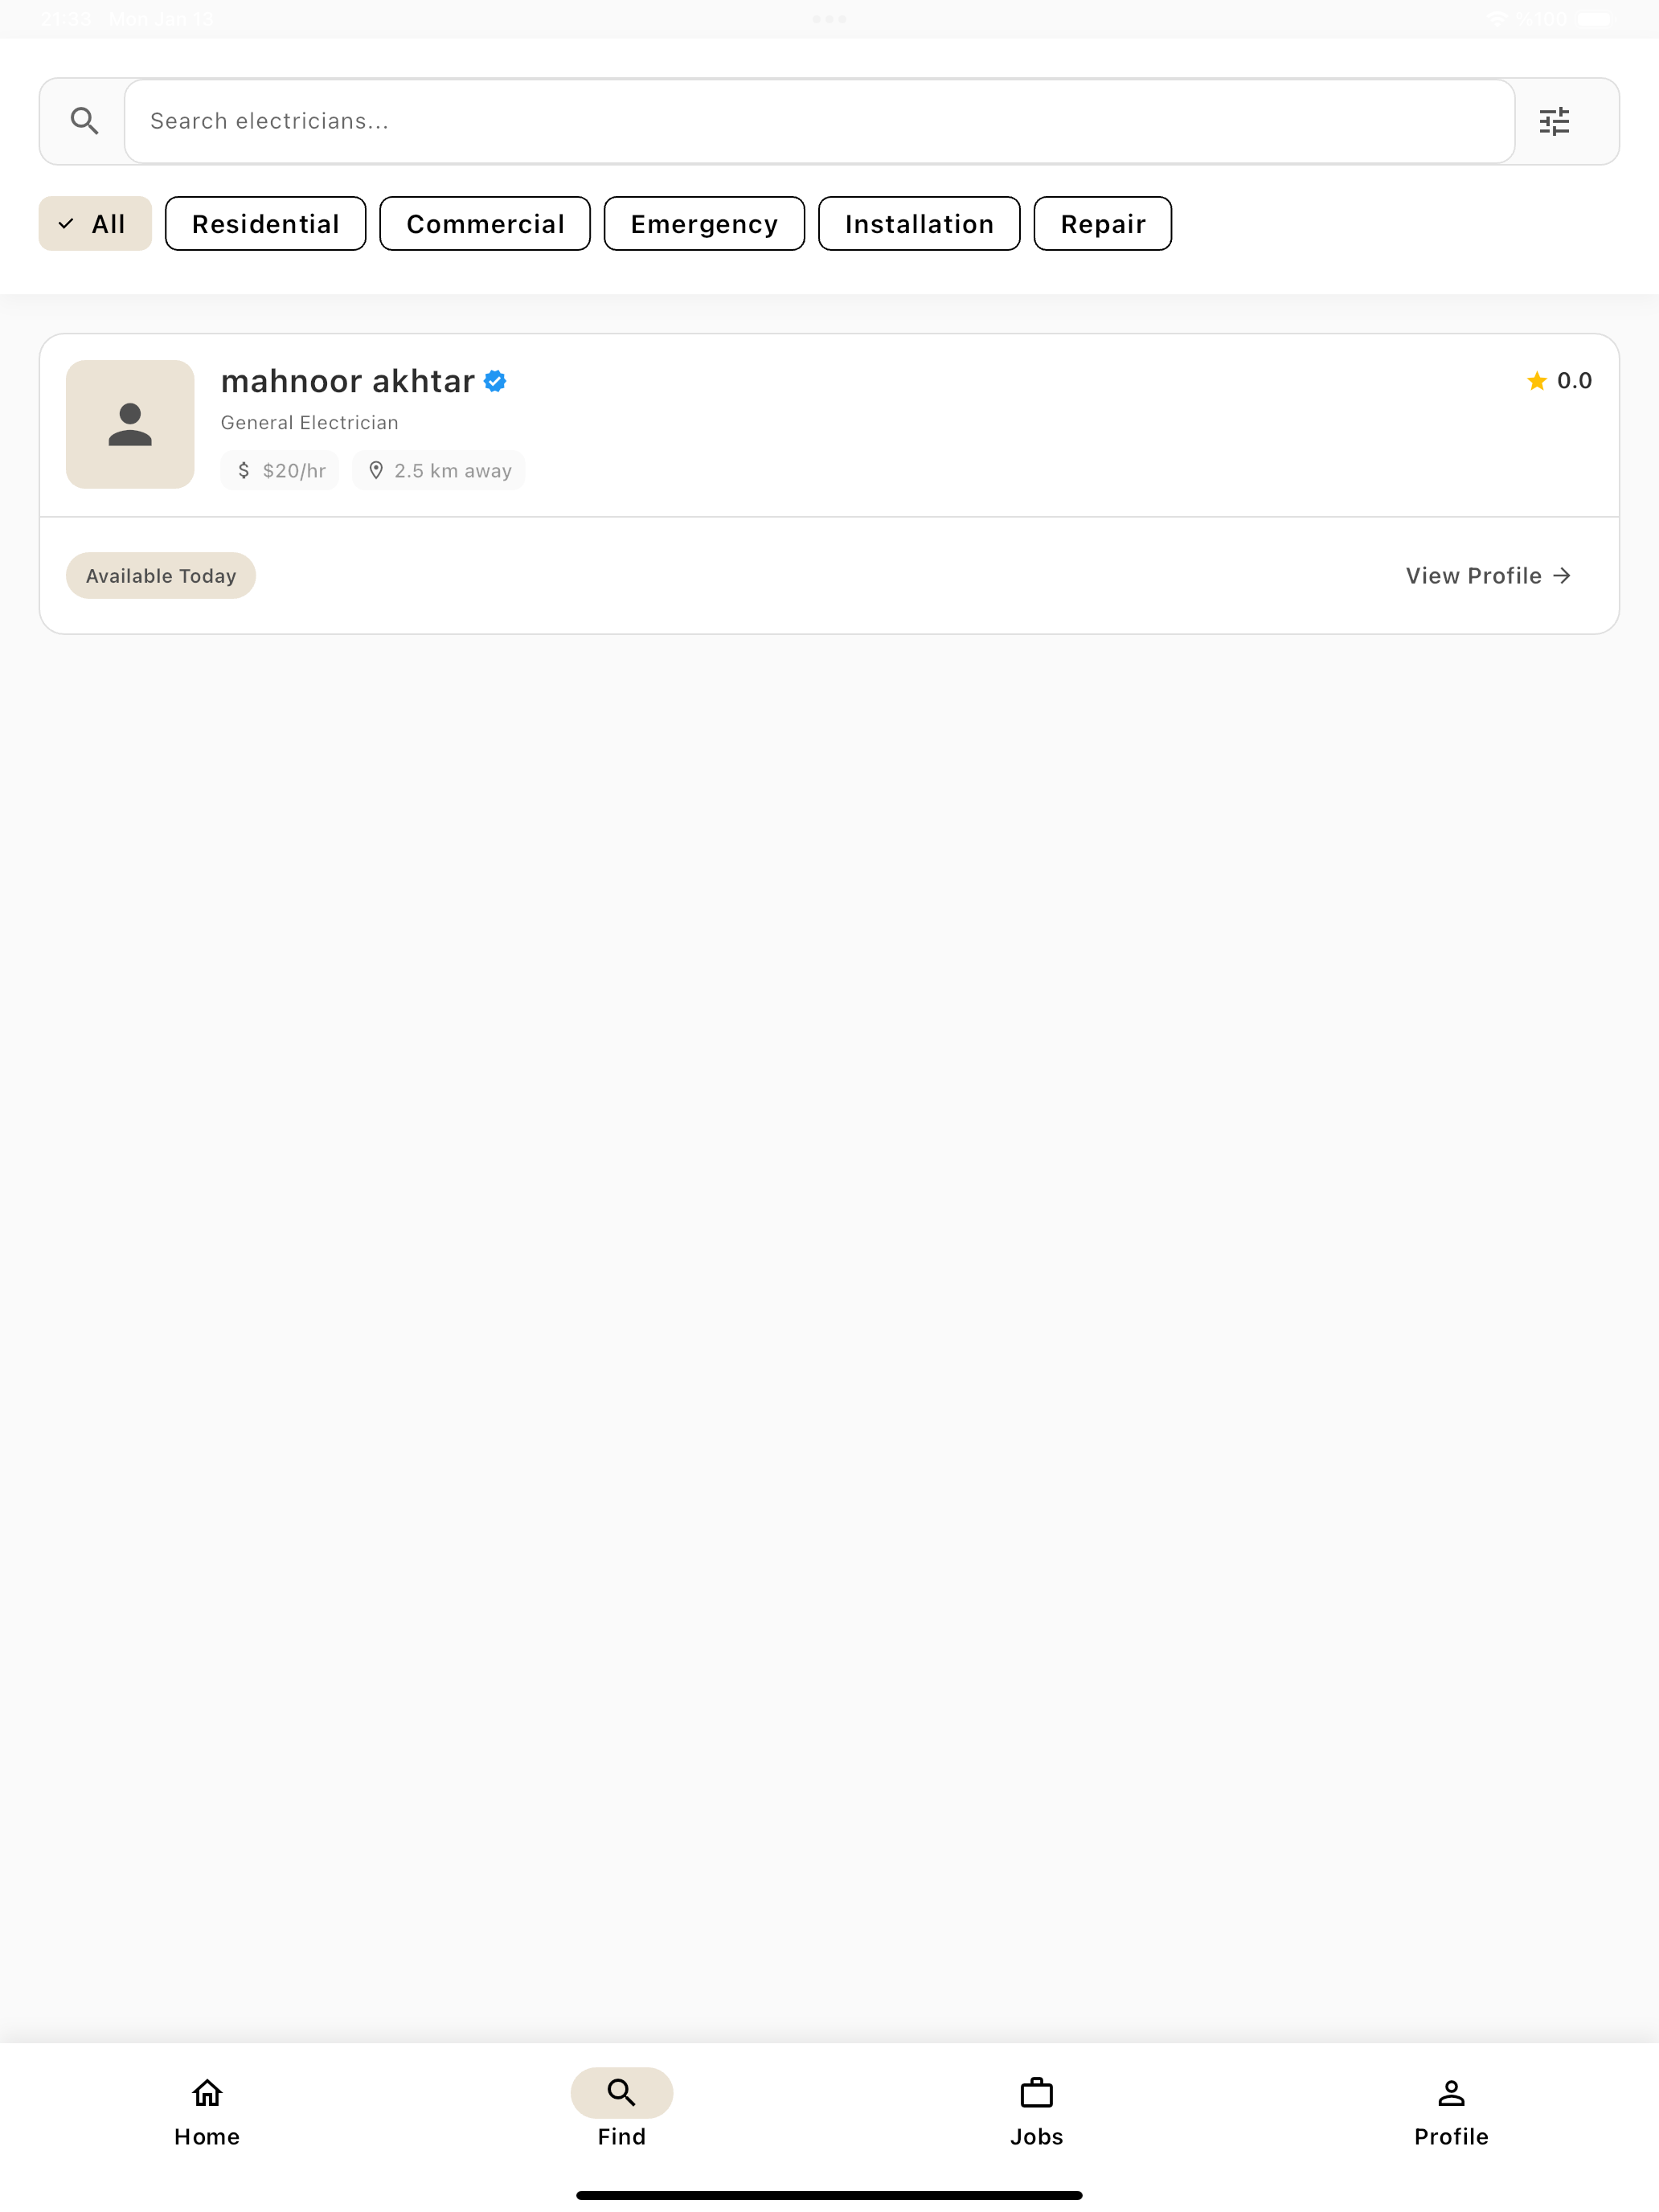 21:33 Mon Jan 13
%100
Search electricians...
All
Residential
Commercial
Emergency
Installation
Repair
mahnoor akhtar
0.0
General Electrician
$ $20/hr
2.5 km away
Available Today
View Profile →
Home
Find
Jobs
Profile